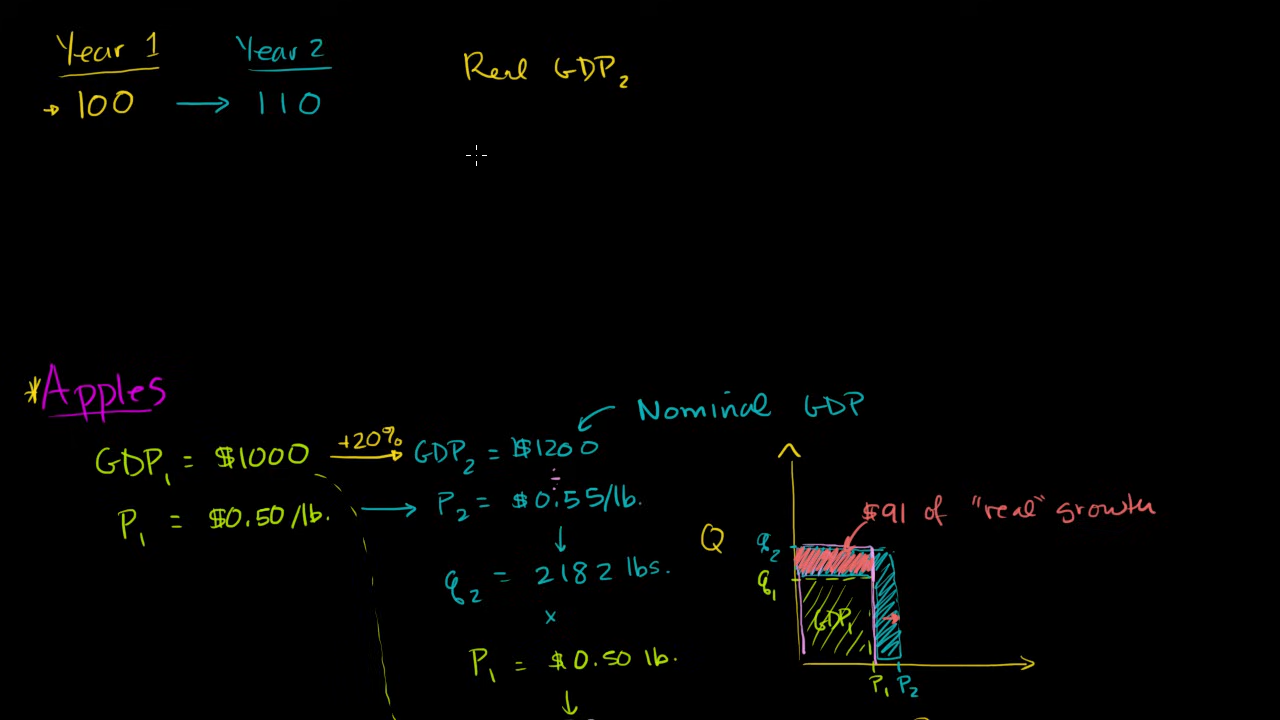 Year 1 Year 2 Real GDP₂
→ 100 → 110
*Apples
Nominal GDP
GDP₁ = $1000 +20% GDP₂ = $1200
÷
P₁ = $0.50/lb. → P₂ = $0.55/lb.
$91 of "real" growth
Q q₂
q₁
q₂ = 2182 lbs.
x
GDP₁
P₁ = $0.50 lb.
P₁ P₂